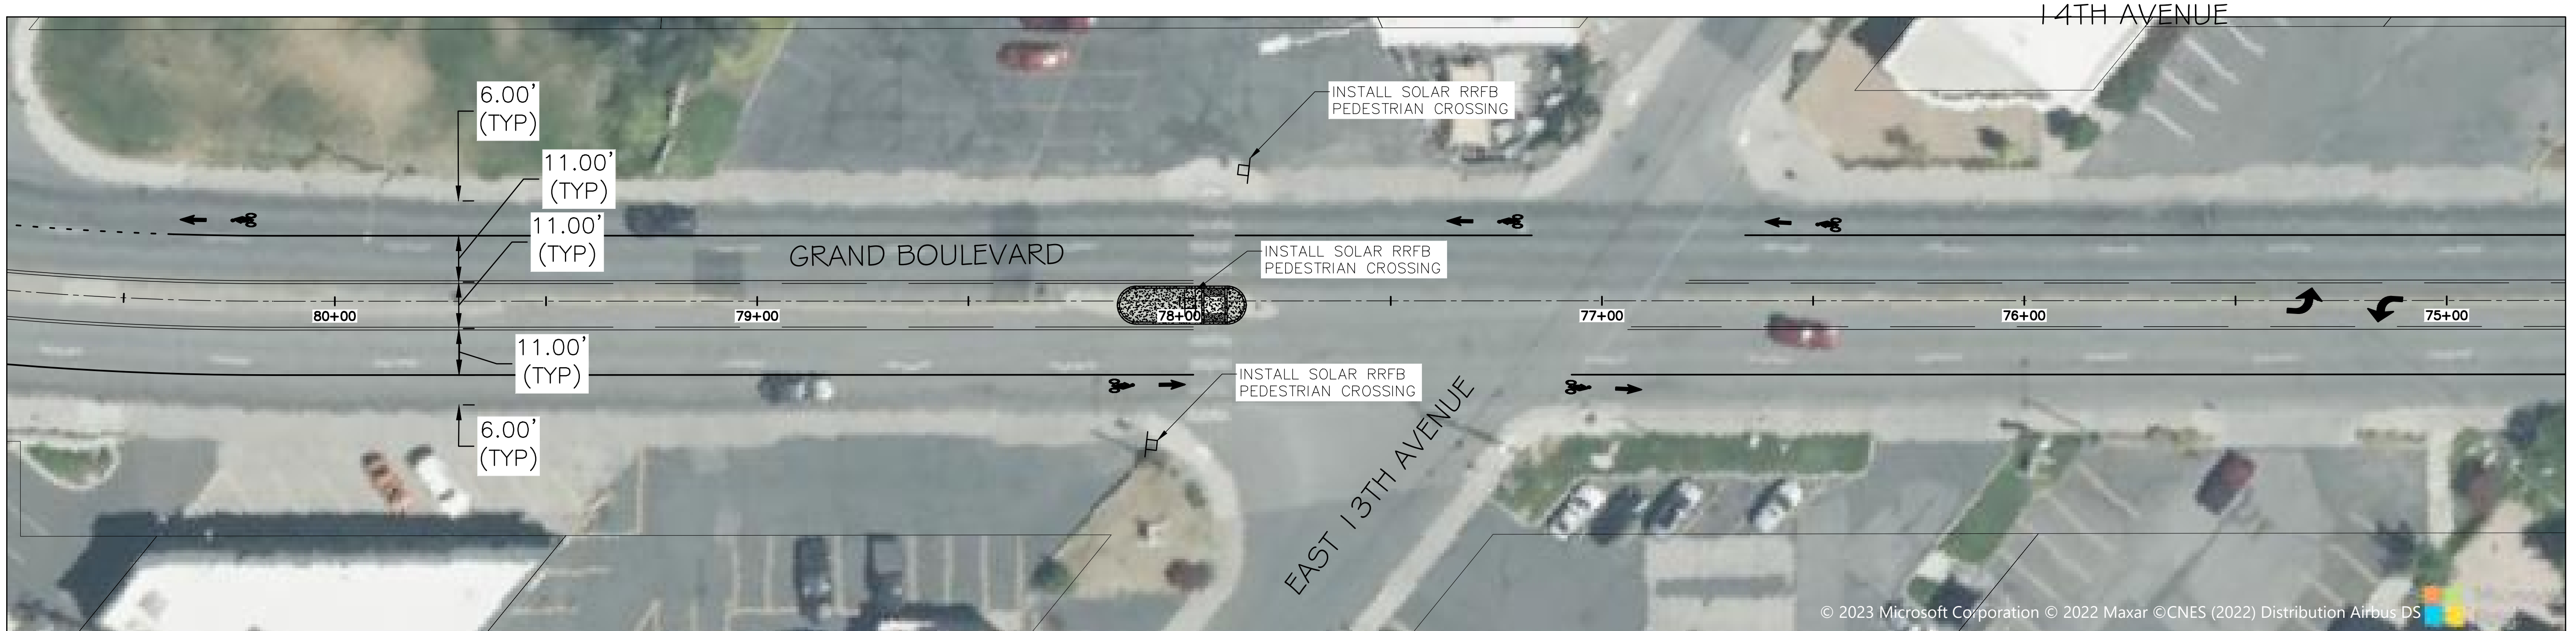 14TH AVENUE
6.00'
(TYP)
INSTALL SOLAR RRFB
PEDESTRIAN CROSSING
11.00'
(TYP)
11.00'
(TYP)
GRAND BOULEVARD
INSTALL SOLAR RRFB
PEDESTRIAN CROSSING
80+00
79+00
78+00
77+00
76+00
75+00
11.00'
(TYP)
INSTALL SOLAR RRFB
PEDESTRIAN CROSSING
6.00'
(TYP)
EAST 13TH AVENUE
© 2023 Microsoft Corporation © 2022 Maxar ©CNES (2022) Distribution Airbus DS